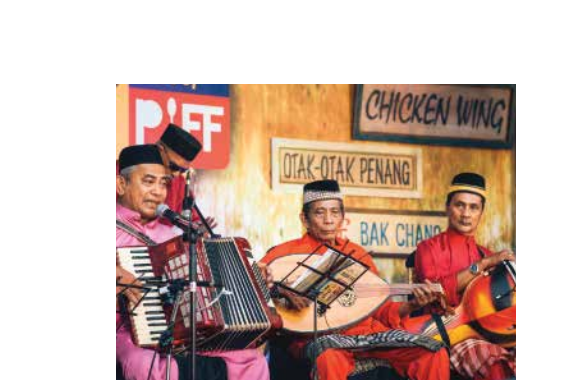 PiFF
CHICKEN WING
OTAK-OTAK PENANG
BAK CHANG